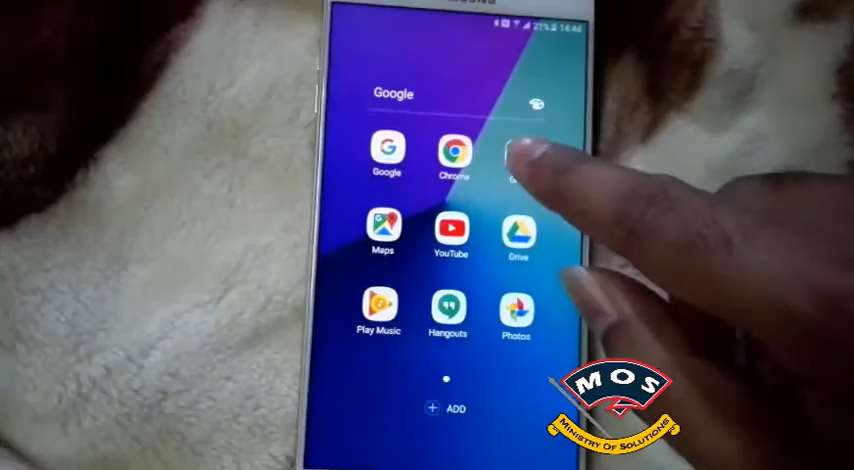 21% 14:44
Google
Google
Chrome
Maps
YouTube
Drive
Play Music
Hangouts
Photos
ADD
MOS
MINISTRY OF SOLUTIONS